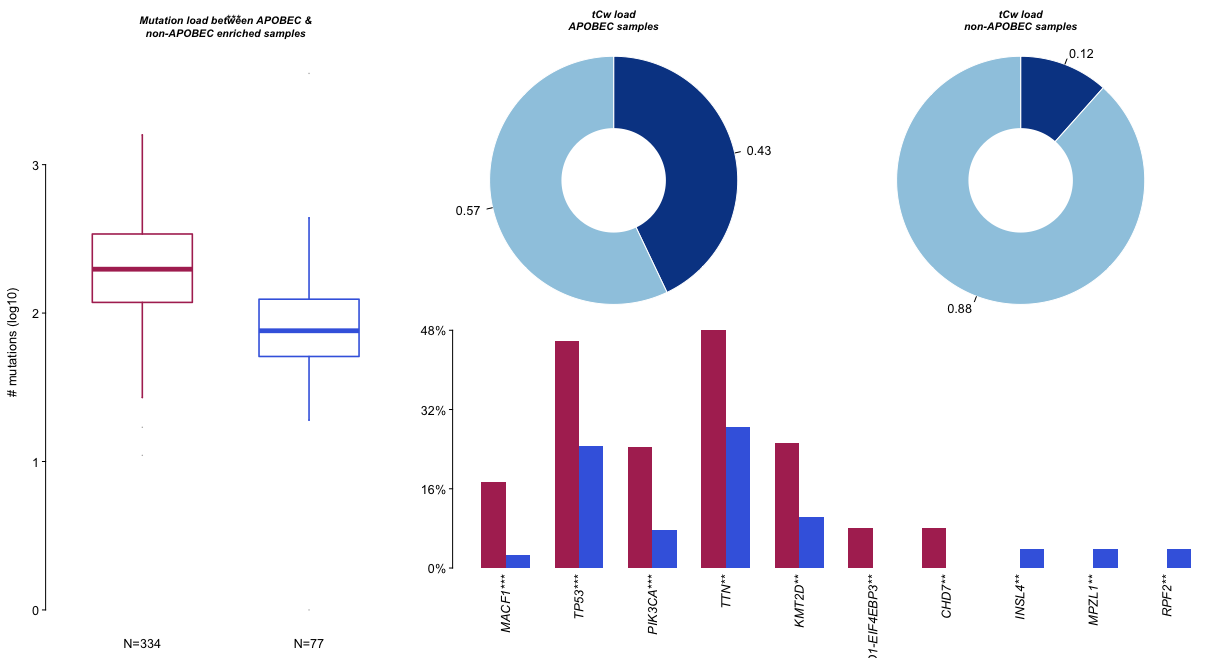 Mutation load between APOBEC &
non-APOBEC enriched samples
***
# mutations (log10)
3
2
1
0
N=334
N=77
tCw load
APOBEC samples
0.43
0.57
tCw load
non-APOBEC samples
0.12
0.88
48%
32%
16%
0%
MACF1***
TP53***
PIK3CA***
TTN**
KMT2D**
D1-EIF4EBP3**
CHD7**
INSL4**
MPZL1**
RPF2**